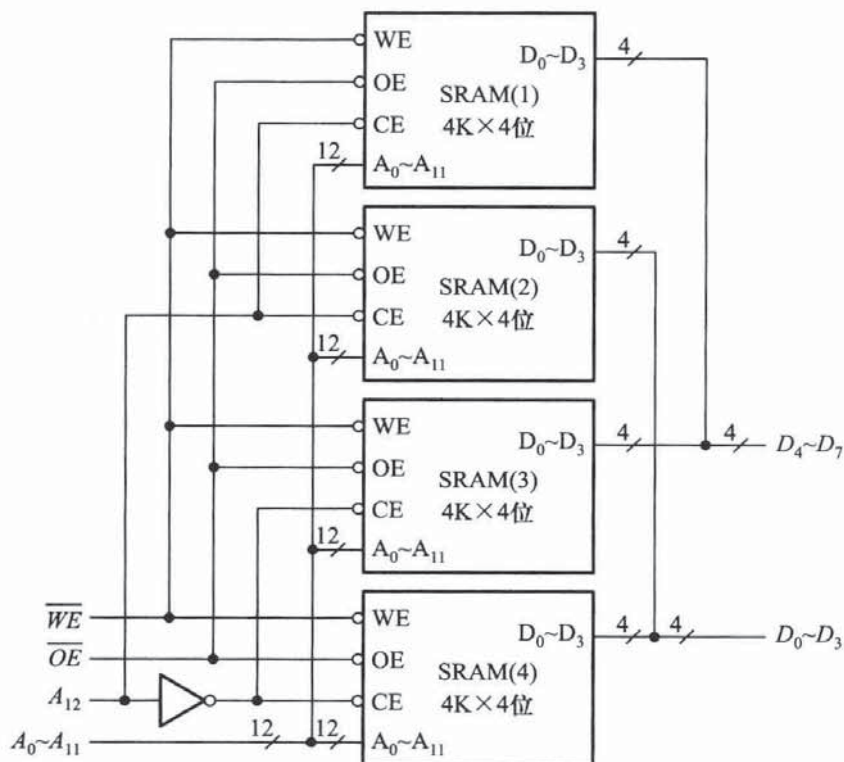 WE
OE
CE
A₀~A₁₁
12
D₀~D₃
4
SRAM(1)
4K×4位
WE
OE
CE
A₀~A₁₁
12
D₀~D₃
4
SRAM(2)
4K×4位
WE
OE
CE
A₀~A₁₁
12
D₀~D₃
4
4
D₄~D₇
SRAM(3)
4K×4位
W̅E̅
O̅E̅
A₁₂
A₀~A₁₁
12
12
WE
OE
CE
A₀~A₁₁
D₀~D₃
4
4
D₀~D₃
SRAM(4)
4K×4位